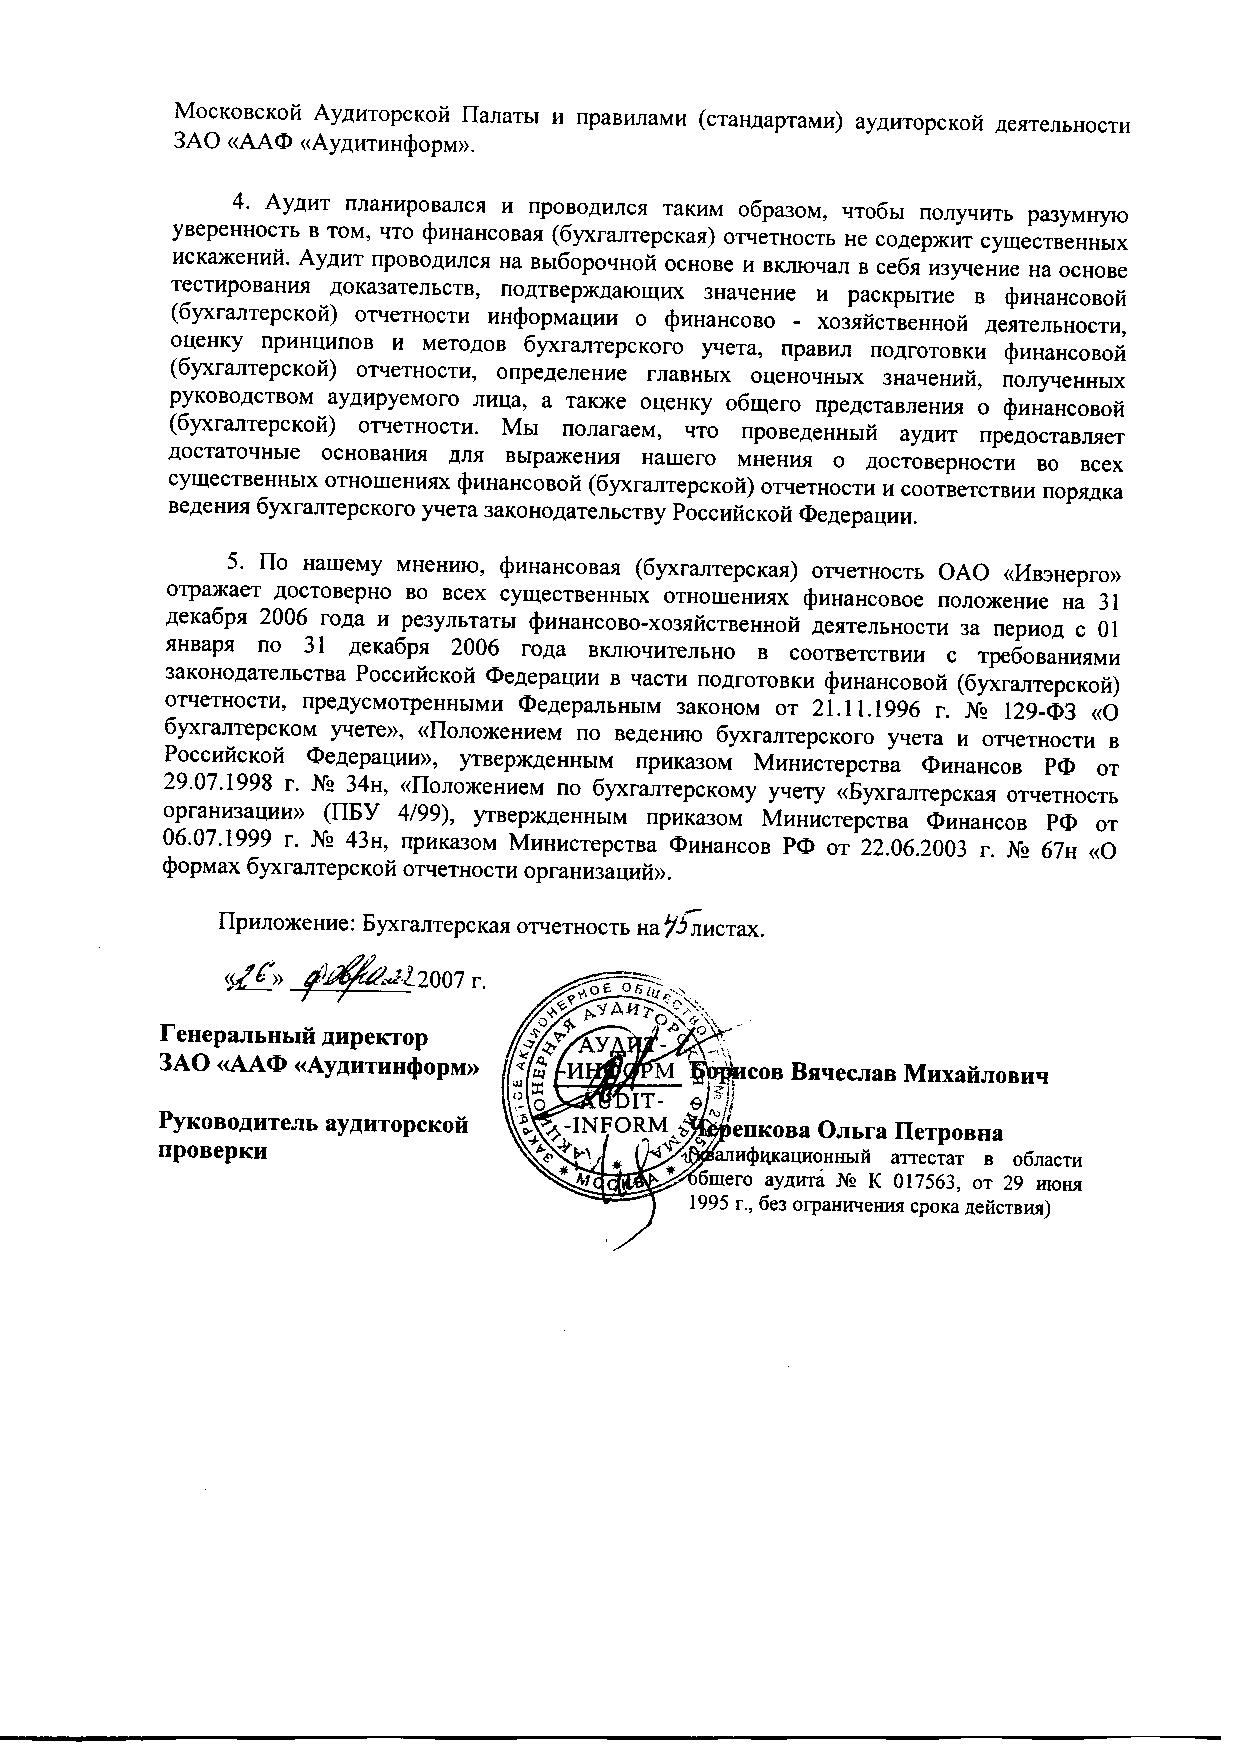 Московской Аудиторской Палаты и правилами (стандартами) аудиторской деятельности
ЗАО «ААФ «Аудитинформ».
4. Аудит планировался и проводился таким образом, чтобы получить разумную
уверенность в том, что финансовая (бухгалтерская) отчетность не содержит существенных
искажений. Аудит проводился на выборочной основе и включал в себя изучение на основе
тестирования доказательств, подтверждающих значение и раскрытие в финансовой
(бухгалтерской) отчетности информации о финансово - хозяйственной деятельности,
оценку принципов и методов бухгалтерского учета, правил подготовки финансовой
(бухгалтерской) отчетности, определение главных оценочных значений, полученных
руководством аудируемого лица, а также оценку общего представления о финансовой
(бухгалтерской) отчетности. Мы полагаем, что проведенный аудит предоставляет
достаточные основания для выражения нашего мнения о достоверности во всех
существенных отношениях финансовой (бухгалтерской) отчетности и соответствии порядка
ведения бухгалтерского учета законодательству Российской Федерации.
5. По нашему мнению, финансовая (бухгалтерская) отчетность ОАО «Ивэнерго»
отражает достоверно во всех существенных отношениях финансовое положение на 31
декабря 2006 года и результаты финансово-хозяйственной деятельности за период с 01
января по 31 декабря 2006 года включительно в соответствии с требованиями
законодательства Российской Федерации в части подготовки финансовой (бухгалтерской)
отчетности, предусмотренными Федеральным законом от 21.11.1996 г. № 129-ФЗ «О
бухгалтерском учете», «Положением по ведению бухгалтерского учета и отчетности в
Российской Федерации», утвержденным приказом Министерства Финансов РФ от
29.07.1998 г. № 34н, «Положением по бухгалтерскому учету «Бухгалтерская отчетность
организации» (ПБУ 4/99), утвержденным приказом Министерства Финансов РФ от
06.07.1999 г. № 43н, приказом Министерства Финансов РФ от 22.06.2003 г. № 67н «О
формах бухгалтерской отчетности организаций».
Приложение: Бухгалтерская отчетность на 45 листах.
«26» февраля 2007 г.
Генеральный директор
ЗАО «ААФ «Аудитинформ»
Борисов Вячеслав Михайлович
Руководитель аудиторской
проверки
Черепкова Ольга Петровна
(квалификационный аттестат в области
общего аудита № К 017563, от 29 июня
1995 г., без ограничения срока действия)
ЗАКРЫТОЕ АКЦИОНЕРНОЕ ОБЩЕСТВО
АКЦИОНЕРНАЯ АУДИТОРСКАЯ ФИРМА
АУДИТ-
-ИНФОРМ
AUDIT-
-INFORM
МОСКВА